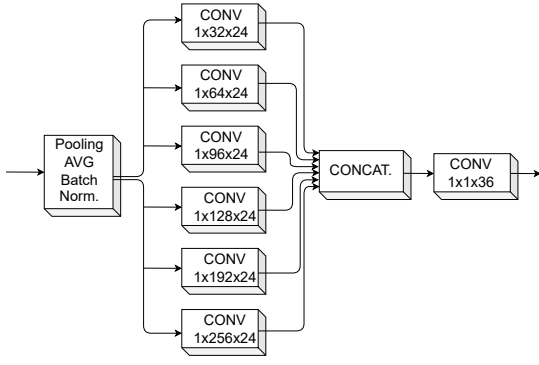 CONV
1x32x24
CONV
1x64x24
Pooling
AVG
Batch
Norm.
CONV
1x96x24
CONCAT.
CONV
1x1x36
CONV
1x128x24
CONV
1x192x24
CONV
1x256x24